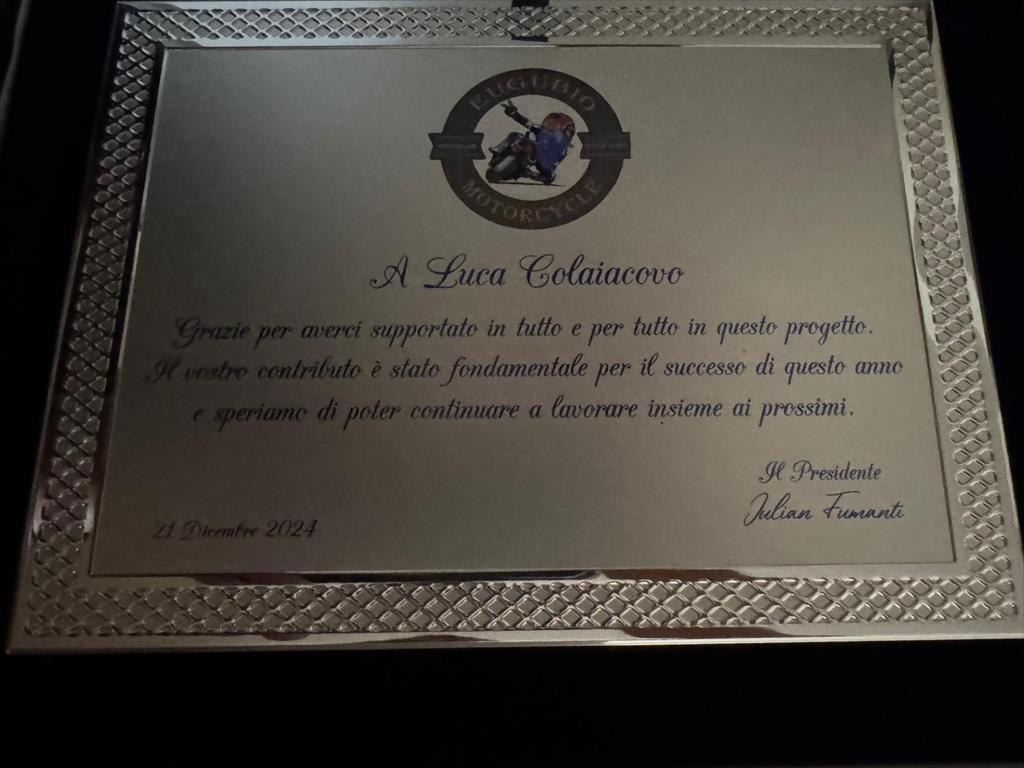 EUGUBIO
MOTORCYCLE
A Luca Colaiacovo
Grazie per averci supportato in tutto e per tutto in questo progetto.
Il vostro contributo è stato fondamentale per il successo di questo anno
e speriamo di poter continuare a lavorare insieme ai prossimi.
Il Presidente
Julian Fumanti
21 Dicembre 2024